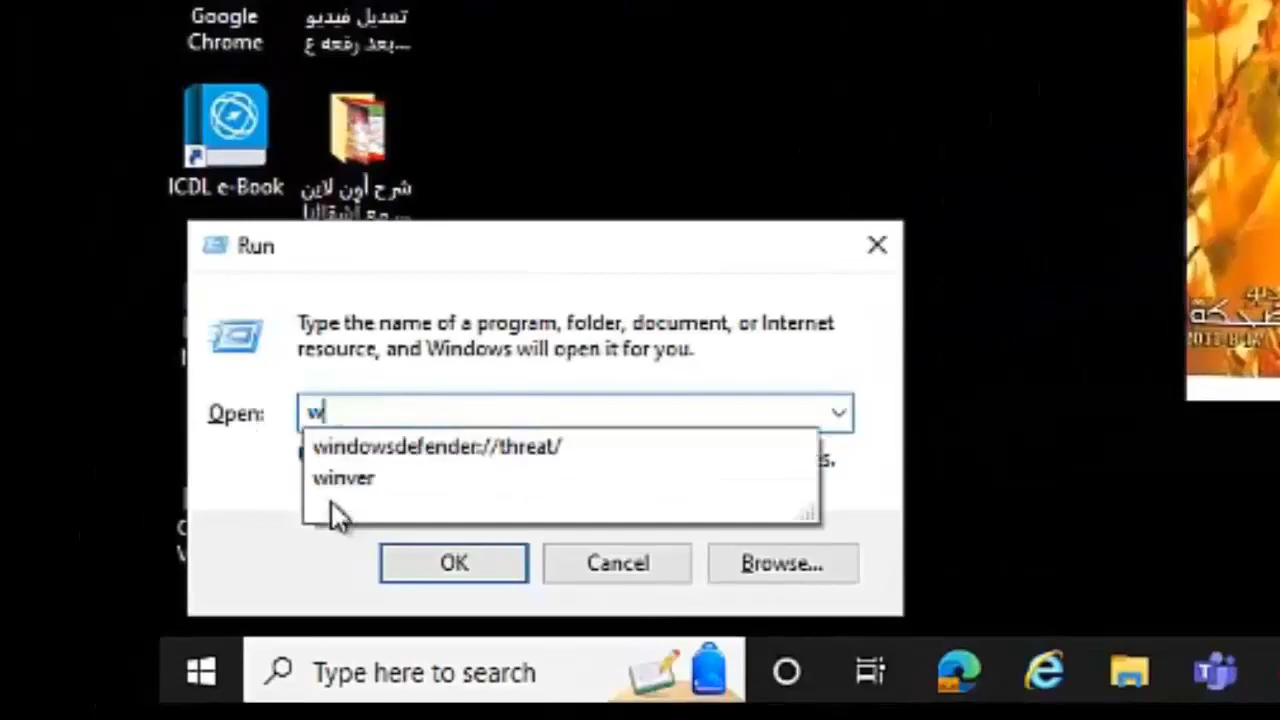 Google
Chrome
تعديل فيديو
بعد رفعه ع...
ICDL e-Book
شرح أون لاين
Run
Type the name of a program, folder, document, or Internet
resource, and Windows will open it for you.
Open:
w
windowsdefender://threat/
winver
s.
OK
Cancel
Browse...
Type here to search